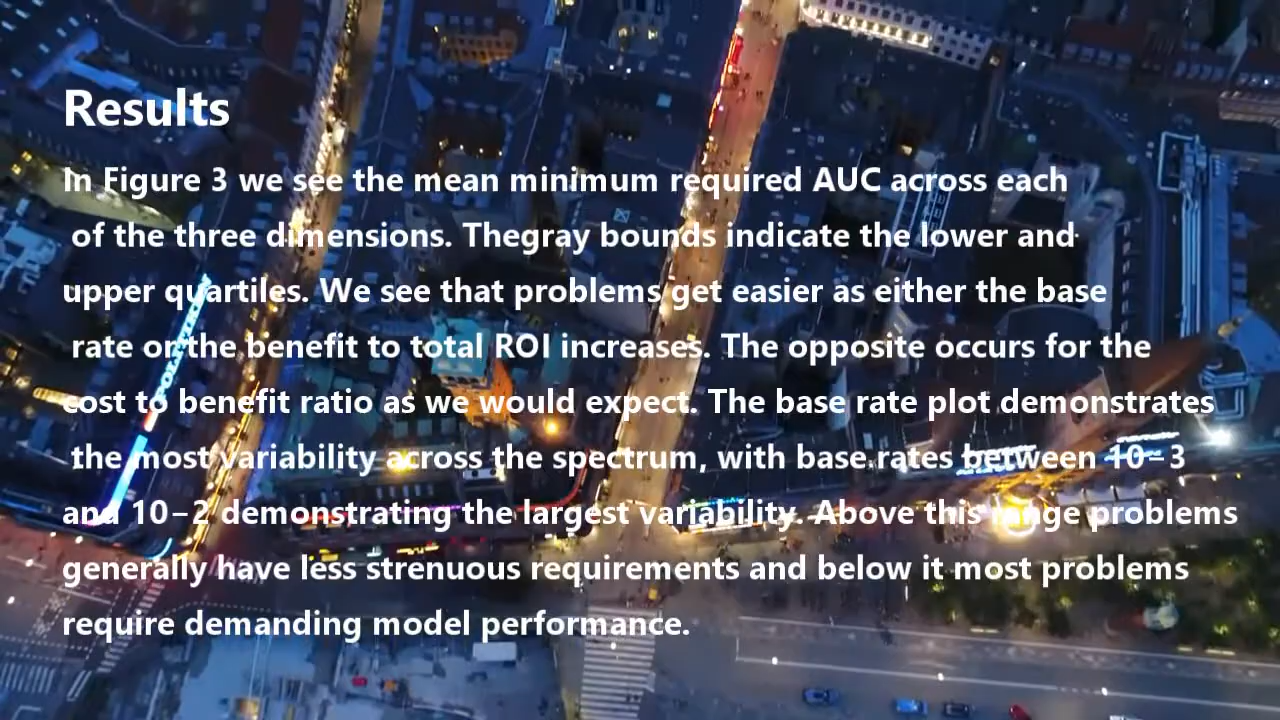 Results
In Figure 3 we see the mean minimum required AUC across each
of the three dimensions. Thegray bounds indicate the lower and
upper quartiles. We see that problems get easier as either the base
rate or the benefit to total ROI increases. The opposite occurs for the
cost to benefit ratio as we would expect. The base rate plot demonstrates
the most variability across the spectrum, with base rates between 10−3
and 10−2 demonstrating the largest variability. Above this range problems
generally have less strenuous requirements and below it most problems
require demanding model performance.